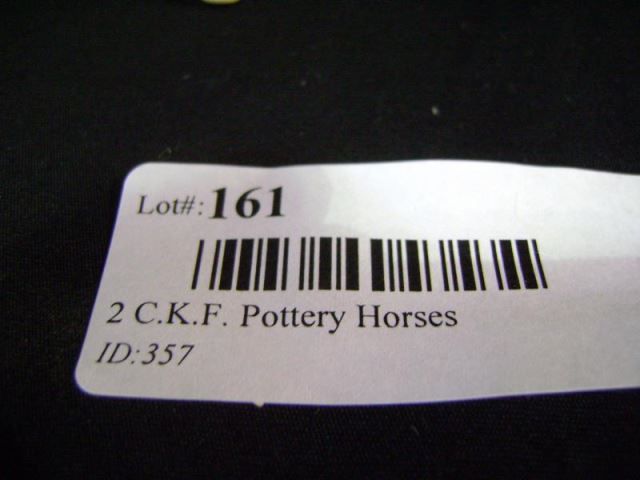 Lot#: 161
2 C.K.F. Pottery Horses
ID:357